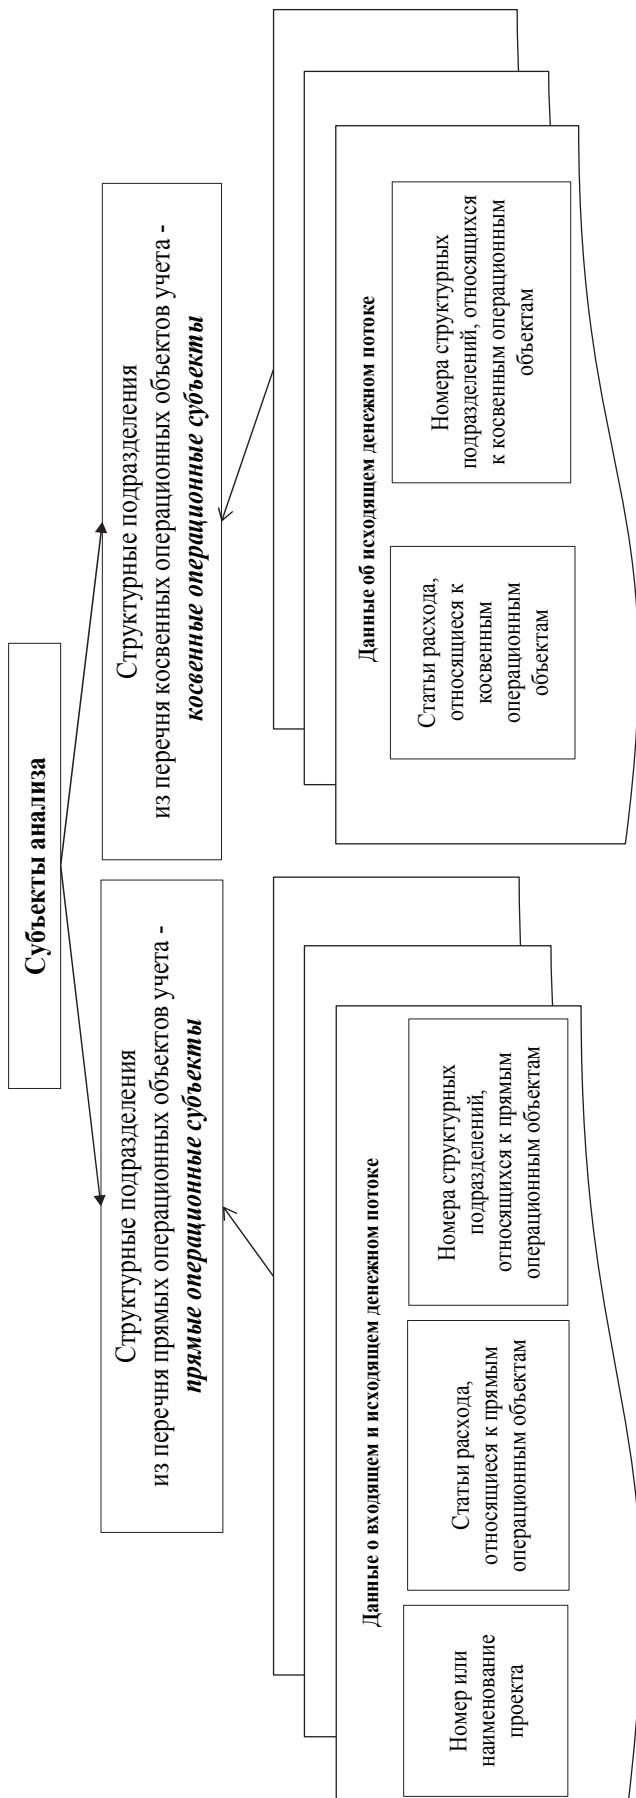 Субъекты анализа
Структурные подразделения
из перечня прямых операционных объектов учета -
прямые операционные субъекты
Структурные подразделения
из перечня косвенных операционных объектов учета -
косвенные операционные субъекты
Данные о входящем и исходящем денежном потоке
Номер или
наименование
проекта
Статьи расхода,
относящиеся к прямым
операционным объектам
Номера структурных
подразделений,
относящихся к прямым
операционным объектам
Данные об исходящем денежном потоке
Статьи расхода,
относящиеся к
косвенным
операционным
объектам
Номера структурных
подразделений, относящихся
к косвенным операционным
объектам